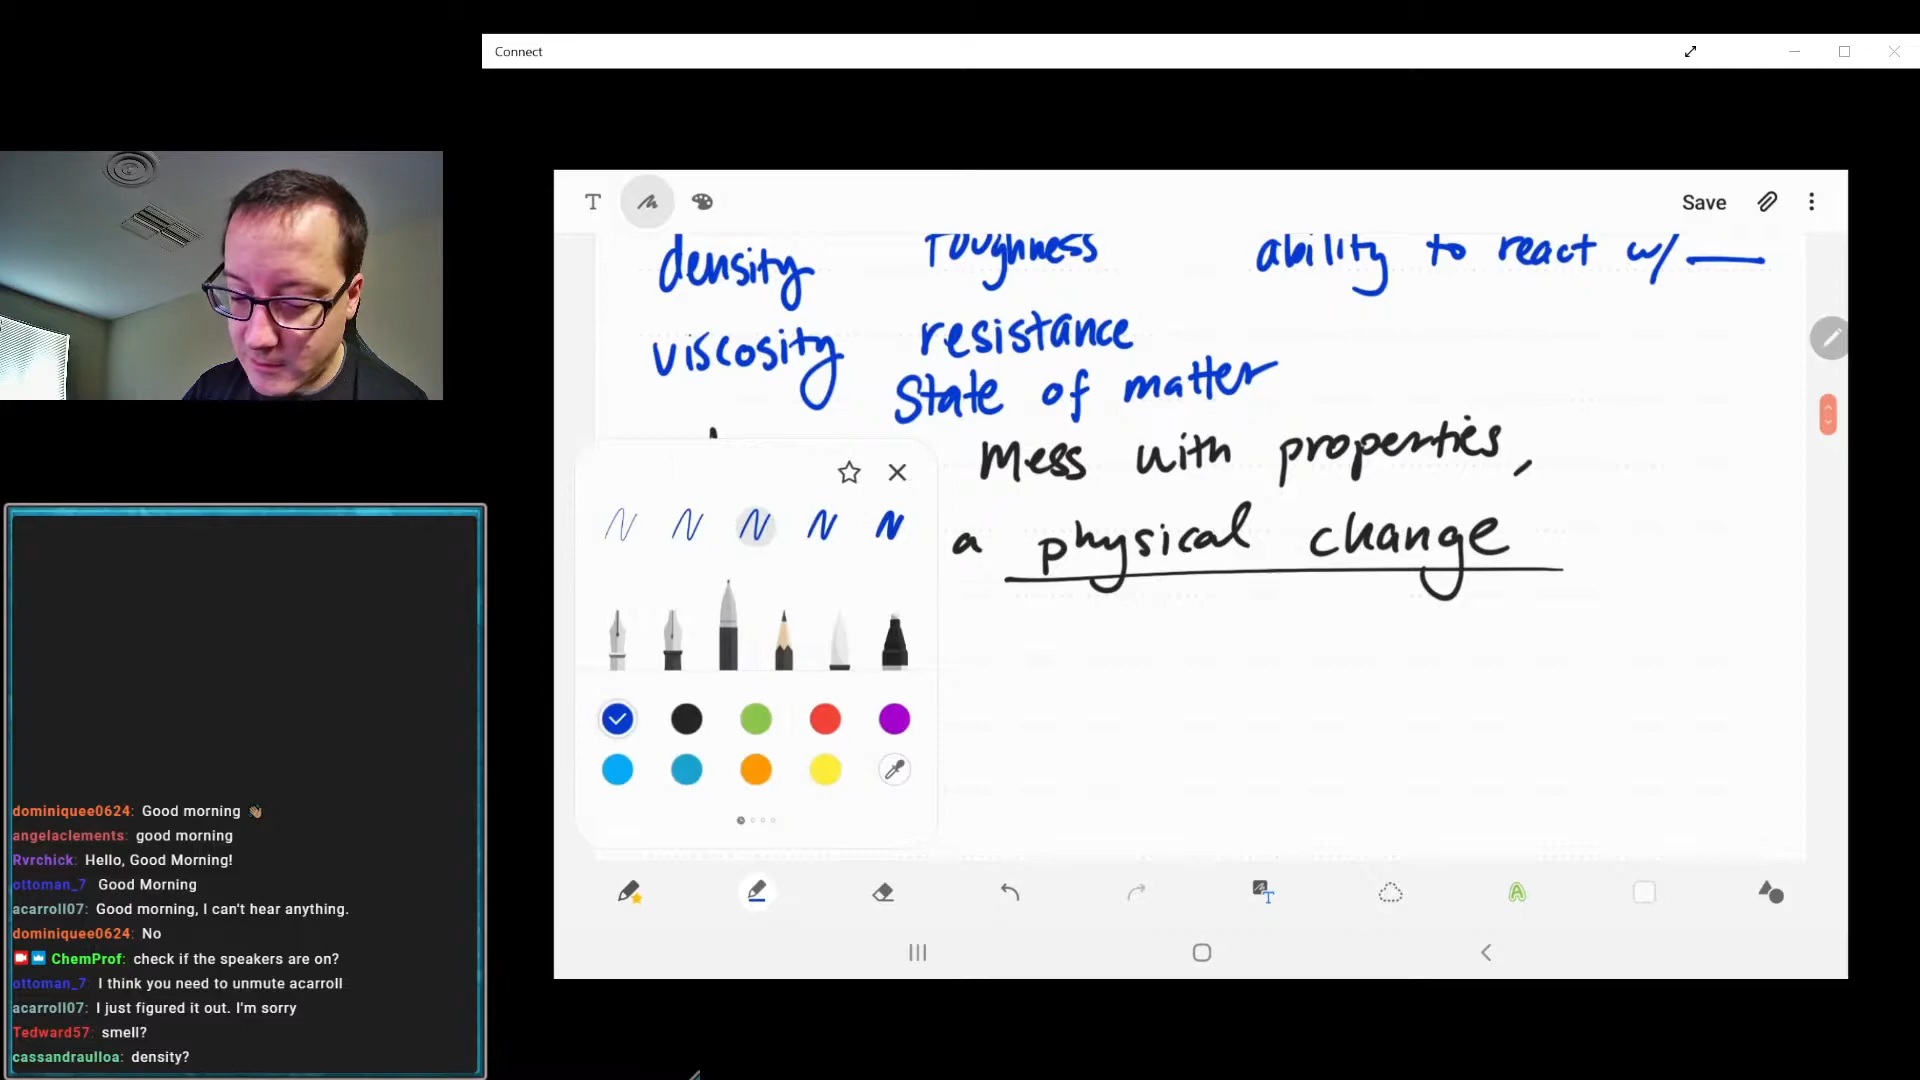 Connect
Save
density
roughness
ability to react w/ ___
viscosity
resistance
State of matter
Mess with properties,
a physical change
dominiquee0624: Good morning
angelaclements: good morning
Rvrchick: Hello, Good Morning!
ottoman_7 Good Morning
acarroll07: Good morning, I can't hear anything.
dominiquee0624: No
ChemProf: check if the speakers are on?
ottoman_7 I think you need to unmute acarroll
acarroll07: I just figured it out. I'm sorry
Tedward57: smell?
cassandraulloa: density?